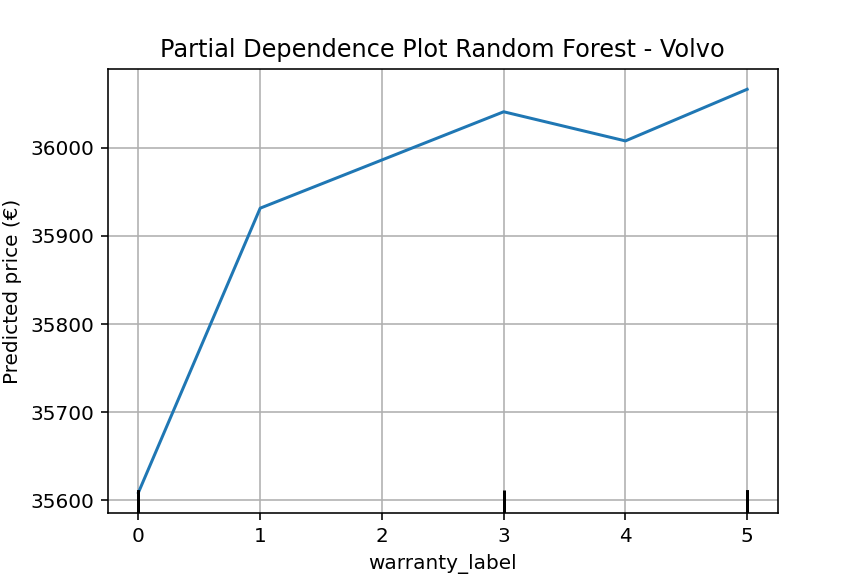 Partial Dependence Plot Random Forest - Volvo
Predicted price (€)
36000
35900
35800
35700
35600
0 1 2 3 4 5
warranty_label